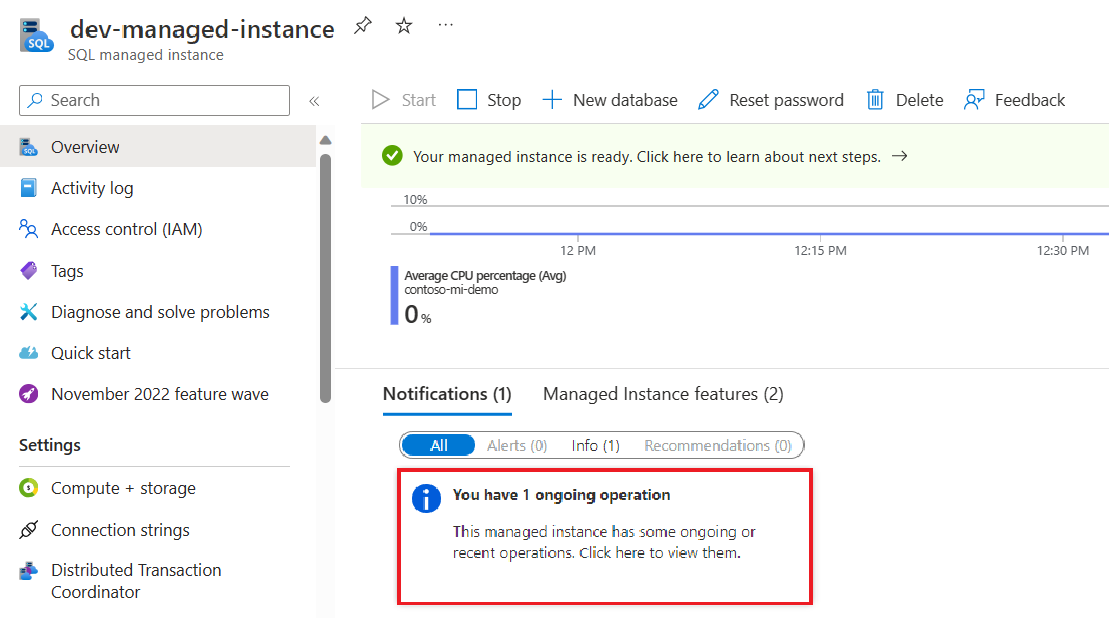 dev-managed-instance
SQL
SQL managed instance
Search
Start
Stop
New database
Reset password
Delete
Feedback
Overview
Activity log
Access control (IAM)
Tags
Diagnose and solve problems
Quick start
November 2022 feature wave
Settings
Compute + storage
Connection strings
Distributed Transaction
Coordinator
Your managed instance is ready. Click here to learn about next steps.
10%
0%
12 PM
12:15 PM
12:30 PM
Average CPU percentage (Avg)
contoso-mi-demo
0 %
Notifications (1)
Managed Instance features (2)
All
Alerts (0)
Info (1)
Recommendations (0)
You have 1 ongoing operation
This managed instance has some ongoing or
recent operations. Click here to view them.